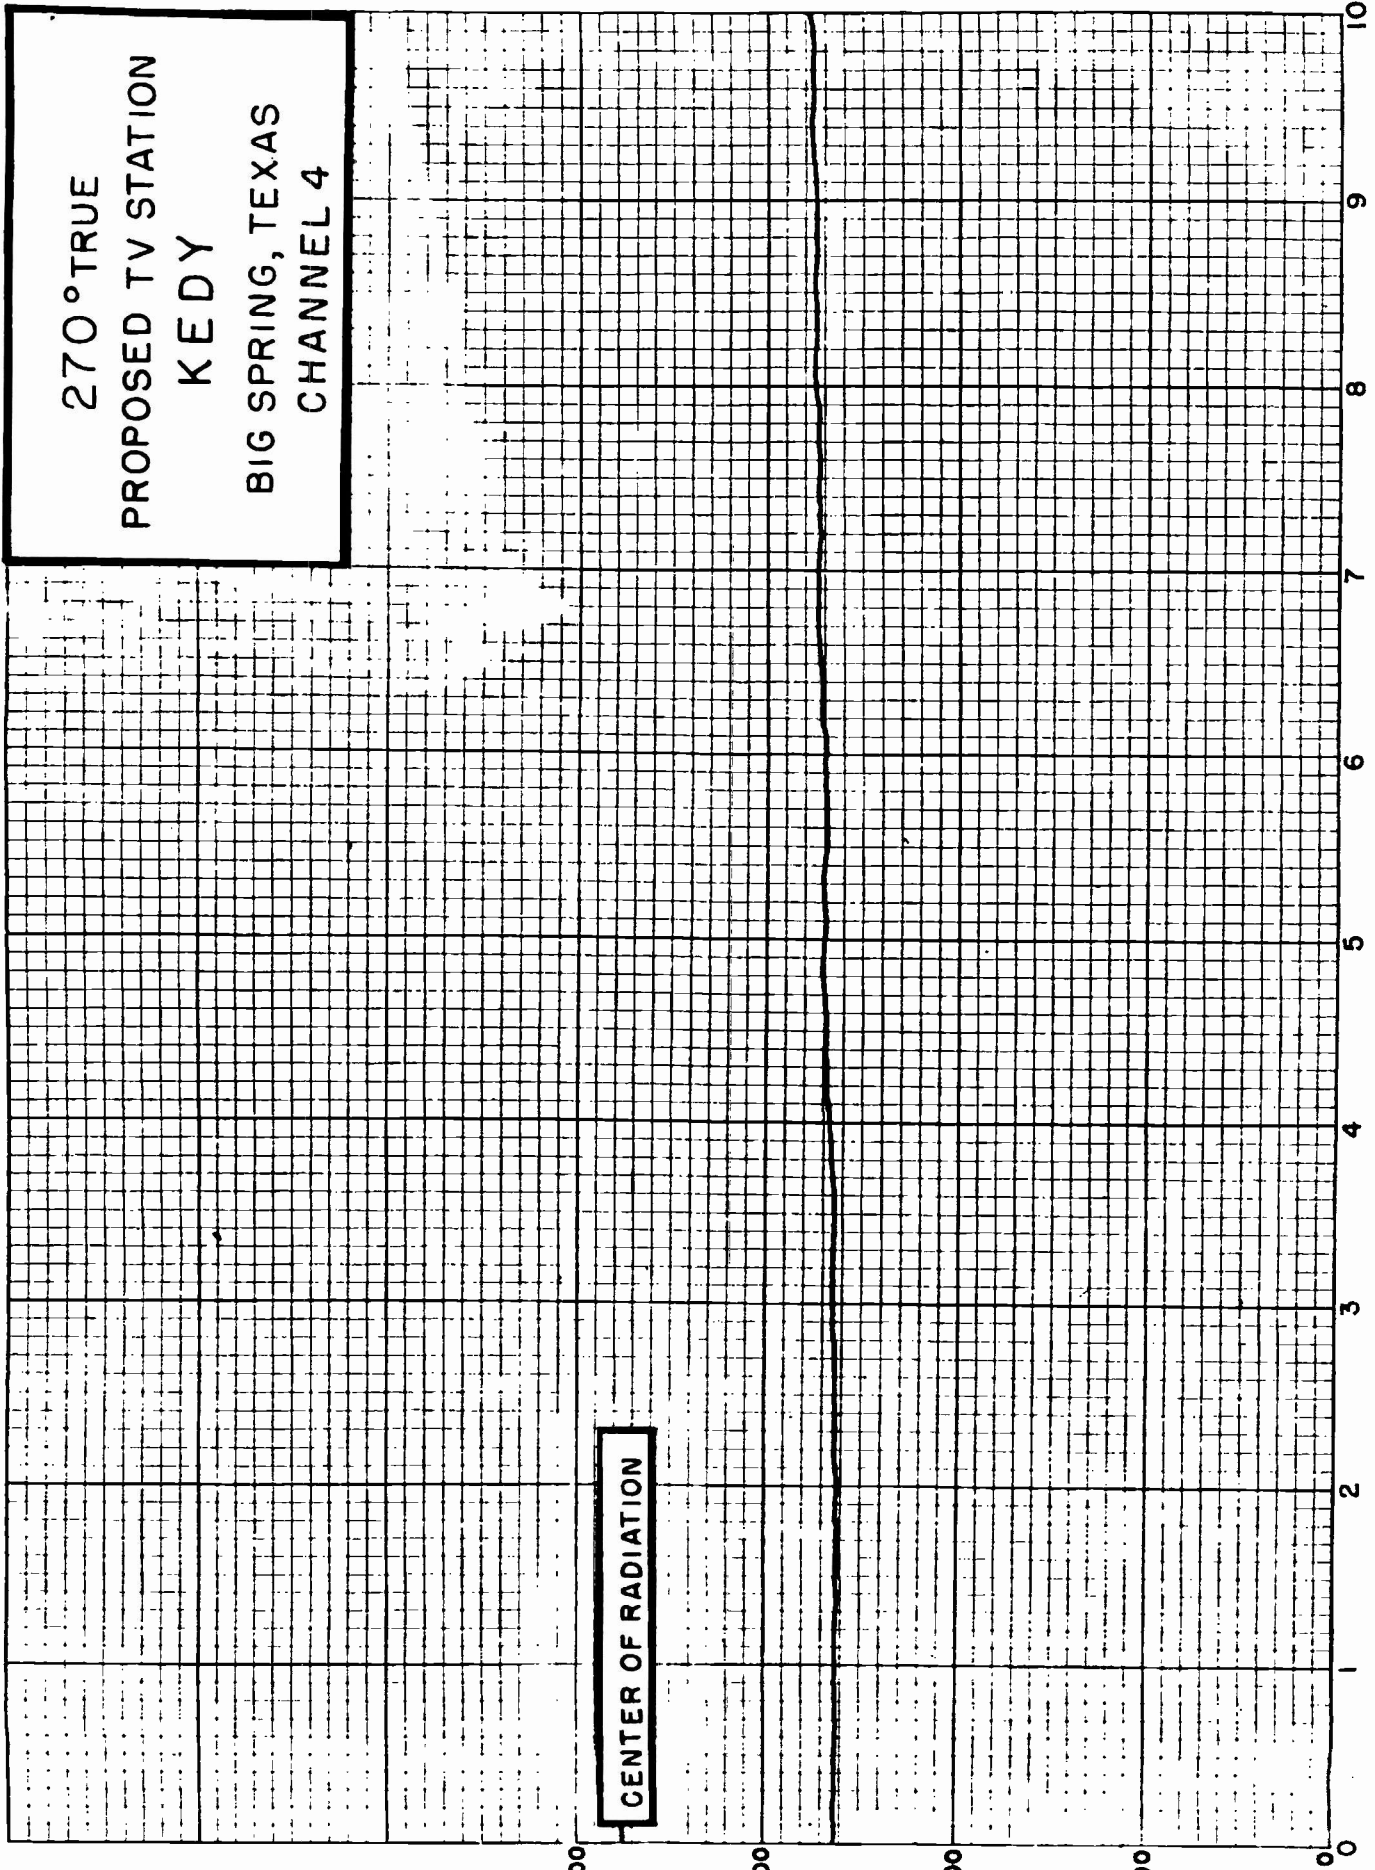 270° TRUE
PROPOSED TV STATION
KEDY
BIG SPRING, TEXAS
CHANNEL 4
CENTER OF RADIATION
0
1
2
3
4
5
6
7
8
9
10